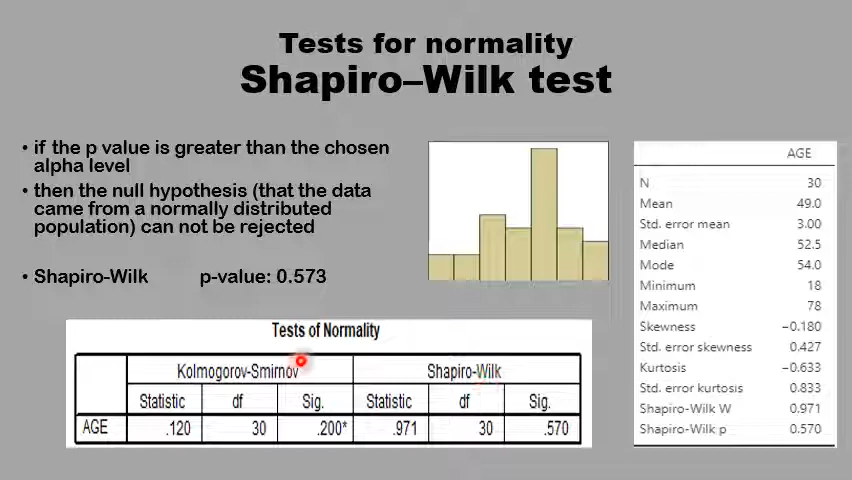 Tests for normality
Shapiro–Wilk test
• if the p value is greater than the chosen
alpha level
• then the null hypothesis (that the data
came from a normally distributed
population) can not be rejected
• Shapiro-Wilk p-value: 0.573
AGE
N 30
Mean 49.0
Std. error mean 3.00
Median 52.5
Mode 54.0
Minimum 18
Maximum 78
Skewness −0.180
Std. error skewness 0.427
Kurtosis −0.633
Std. error kurtosis 0.833
Shapiro-Wilk W 0.971
Shapiro-Wilk p 0.570
Tests of Normality
Kolmogorov-Smirnov Shapiro-Wilk
Statistic df Sig. Statistic df Sig.
AGE .120 30 .200* .971 30 .570